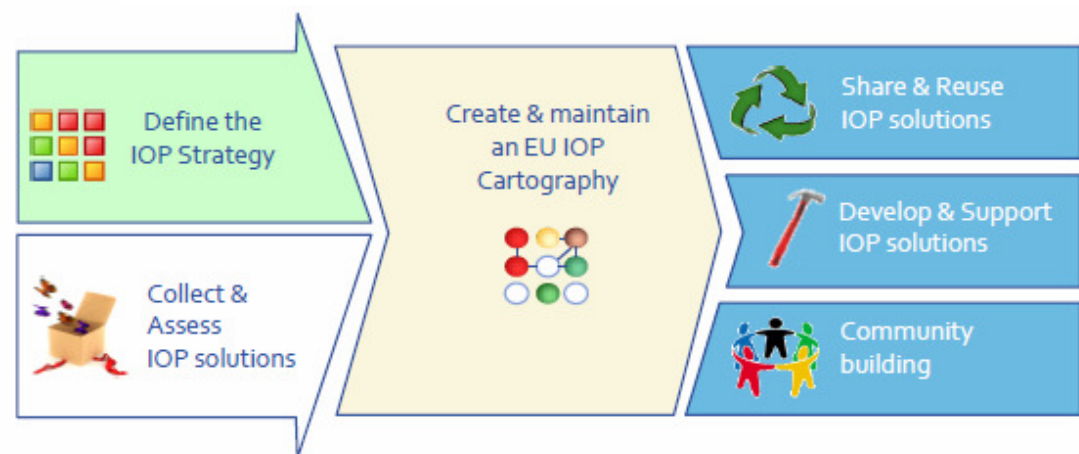 Define the
IOP Strategy
Collect &
Assess
IOP solutions
Create & maintain
an EU IOP
Cartography
Share & Reuse
IOP solutions
Develop & Support
IOP solutions
Community
building